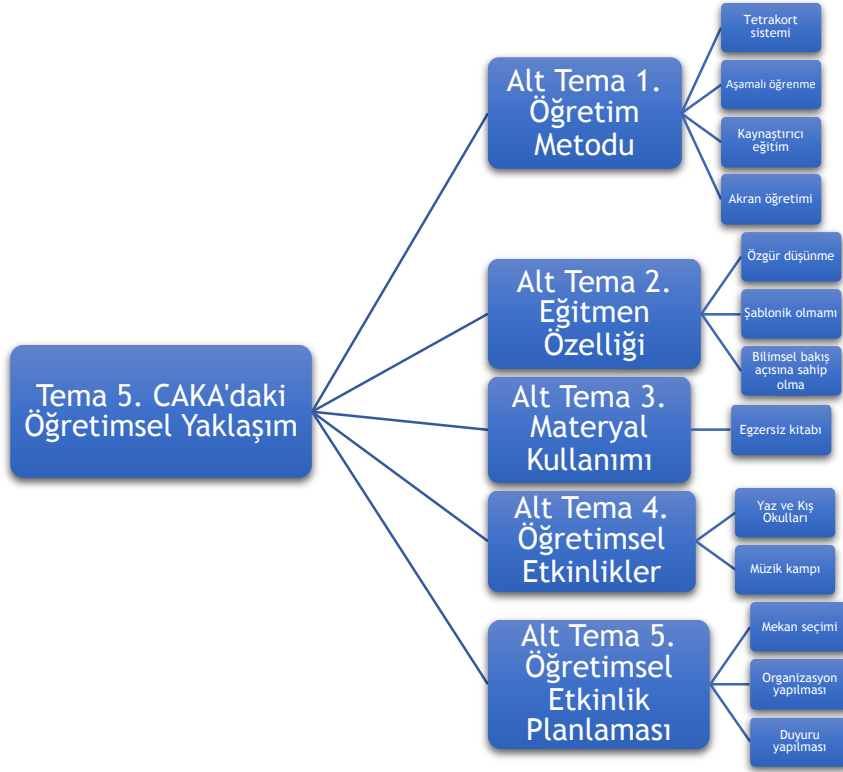 Tema 5. CAKA'daki
Öğretimsel Yaklaşım
Alt Tema 1.
Öğretim
Metodu
Tetrakort
sistemi
Aşamalı öğrenme
Kaynaştırıcı
eğitim
Akran öğretimi
Alt Tema 2.
Eğitmen
Özelliği
Özgür düşünme
Şablonik olmamı
Bilimsel bakış
açısına sahip
olma
Alt Tema 3.
Materyal
Kullanımı
Egzersiz kitabı
Alt Tema 4.
Öğretimsel
Etkinlikler
Yaz ve Kış
Okulları
Müzik kampı
Alt Tema 5.
Öğretimsel
Etkinlik
Planlaması
Mekan seçimi
Organizasyon
yapılması
Duyuru
yapılması